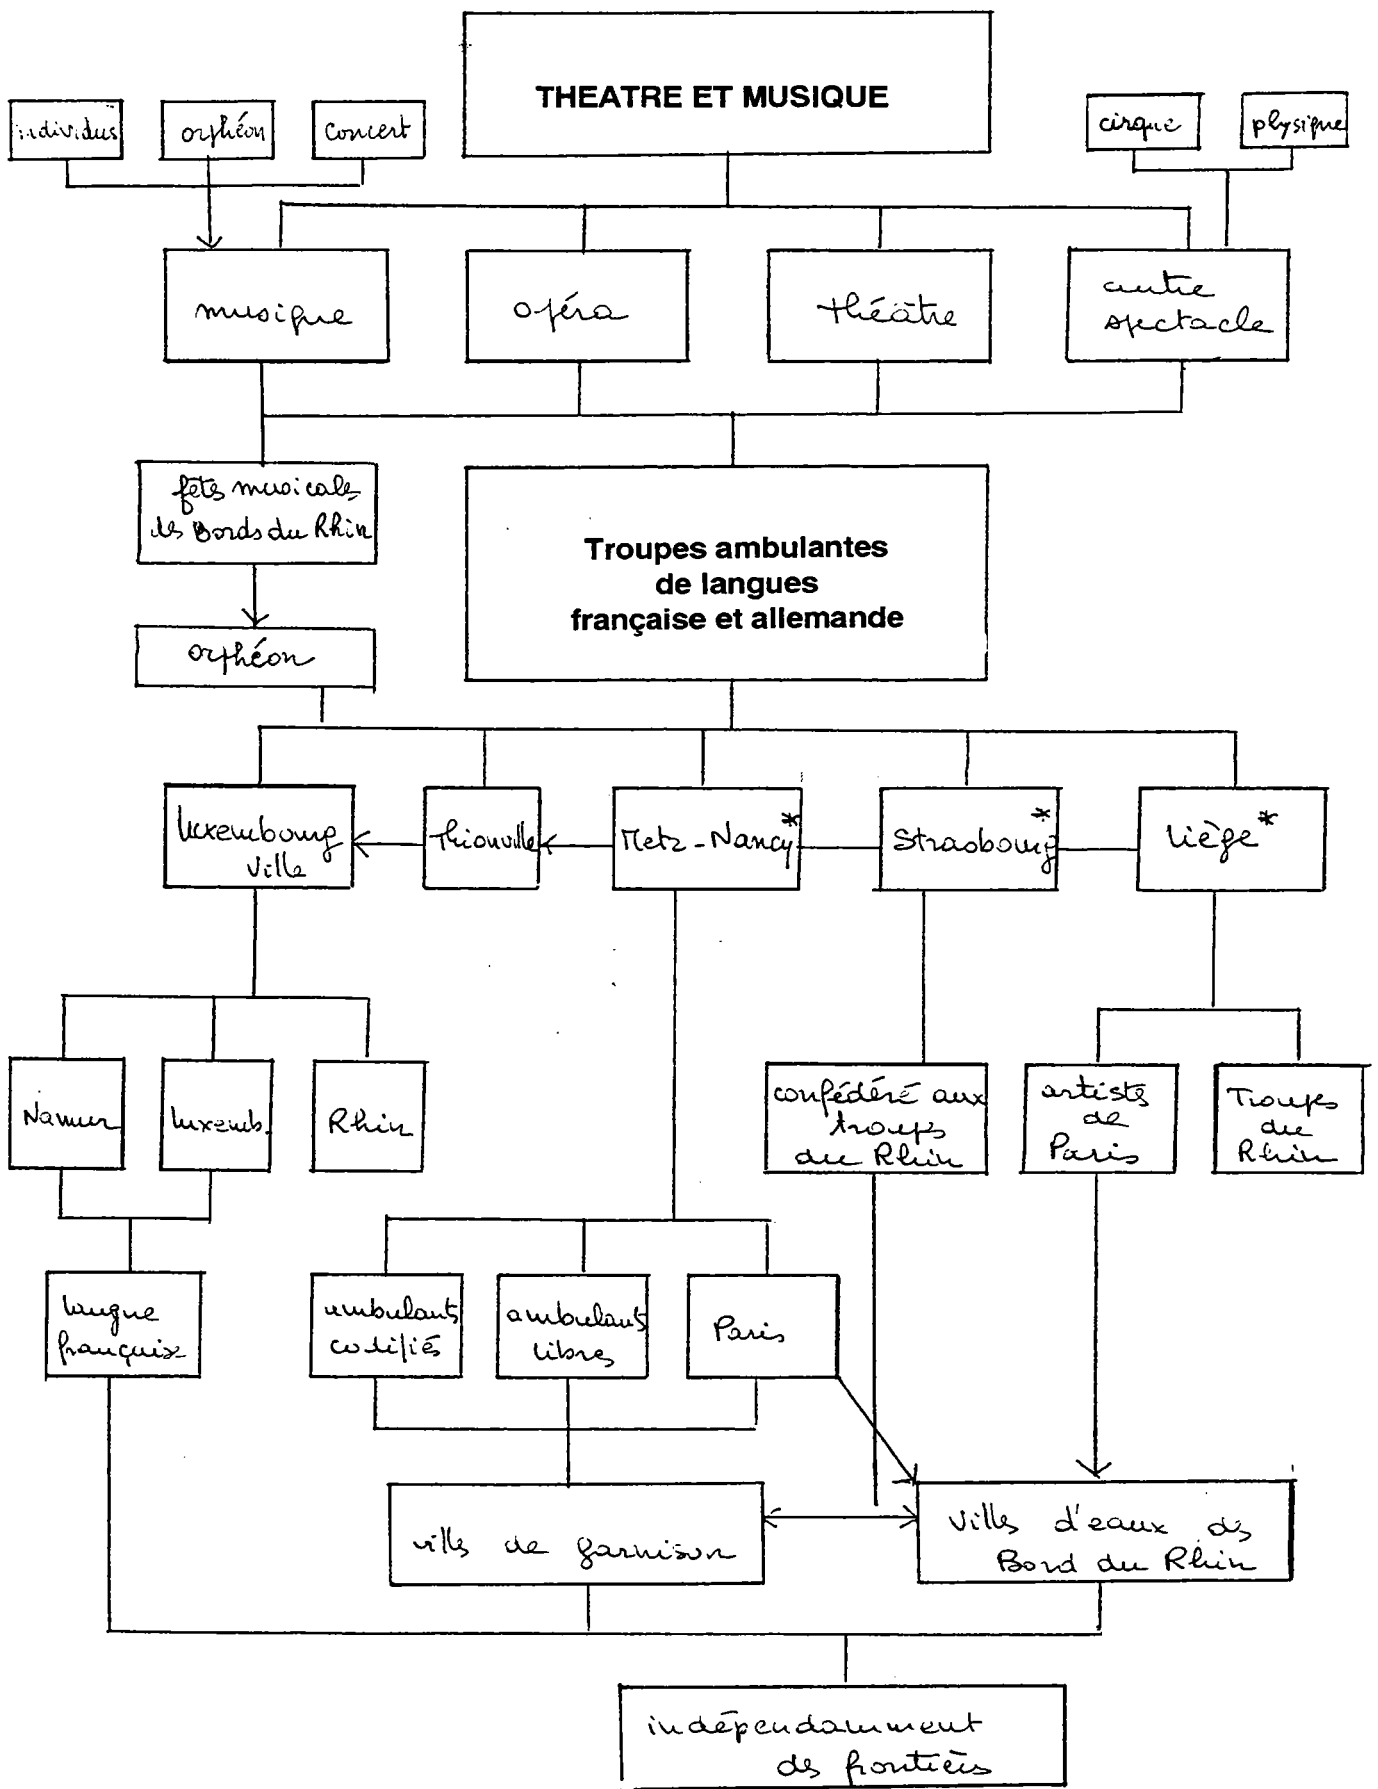 THEATRE ET MUSIQUE
individus
orphéon
concert
cirque
physique
musique
opéra
théâtre
autre
spectacle
fêtes musicales
des Bords du Rhin
Troupes ambulantes
de langues
française et allemande
orphéon
Luxembourg
Ville
Thionville
Metz-Nancy*
Strasbourg*
Liège*
Namur
Luxemb.
Rhin
confédéré aux
troupes
du Rhin
artistes
de
Paris
Troupes
du
Rhin
langue
française
ambulants
codifiés
ambulants
libres
Paris
villes de garnison
Villes d'eaux des
Bord du Rhin
indépendamment
des frontières